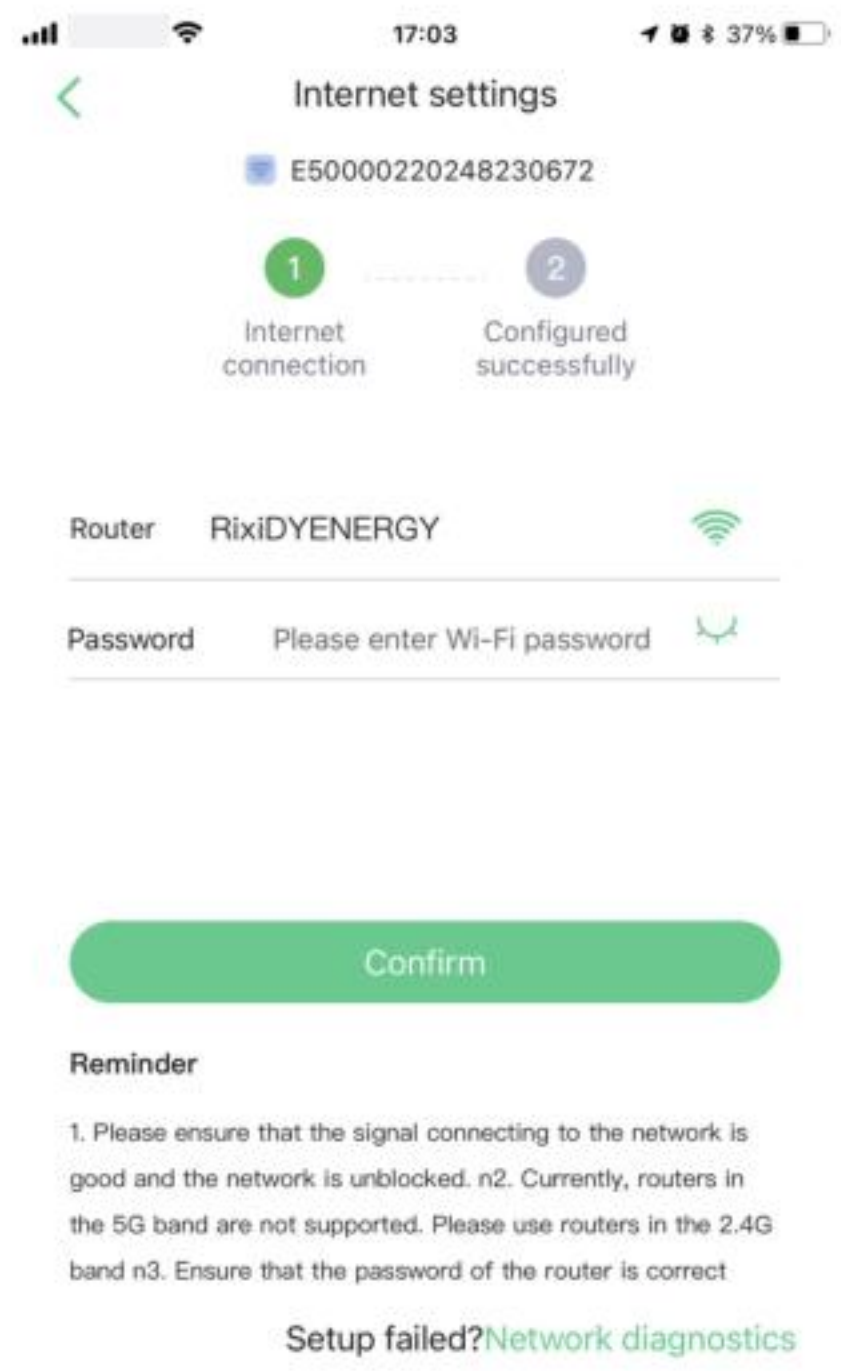 17:03 37%
Internet settings
E50000220248230672
1 2
Internet connection
Configured successfully
Router RixiDYENERGY
Password Please enter Wi-Fi password
Confirm
Reminder
1. Please ensure that the signal connecting to the network is
good and the network is unblocked. n2. Currently, routers in
the 5G band are not supported. Please use routers in the 2.4G
band n3. Ensure that the password of the router is correct
Setup failed?Network diagnostics